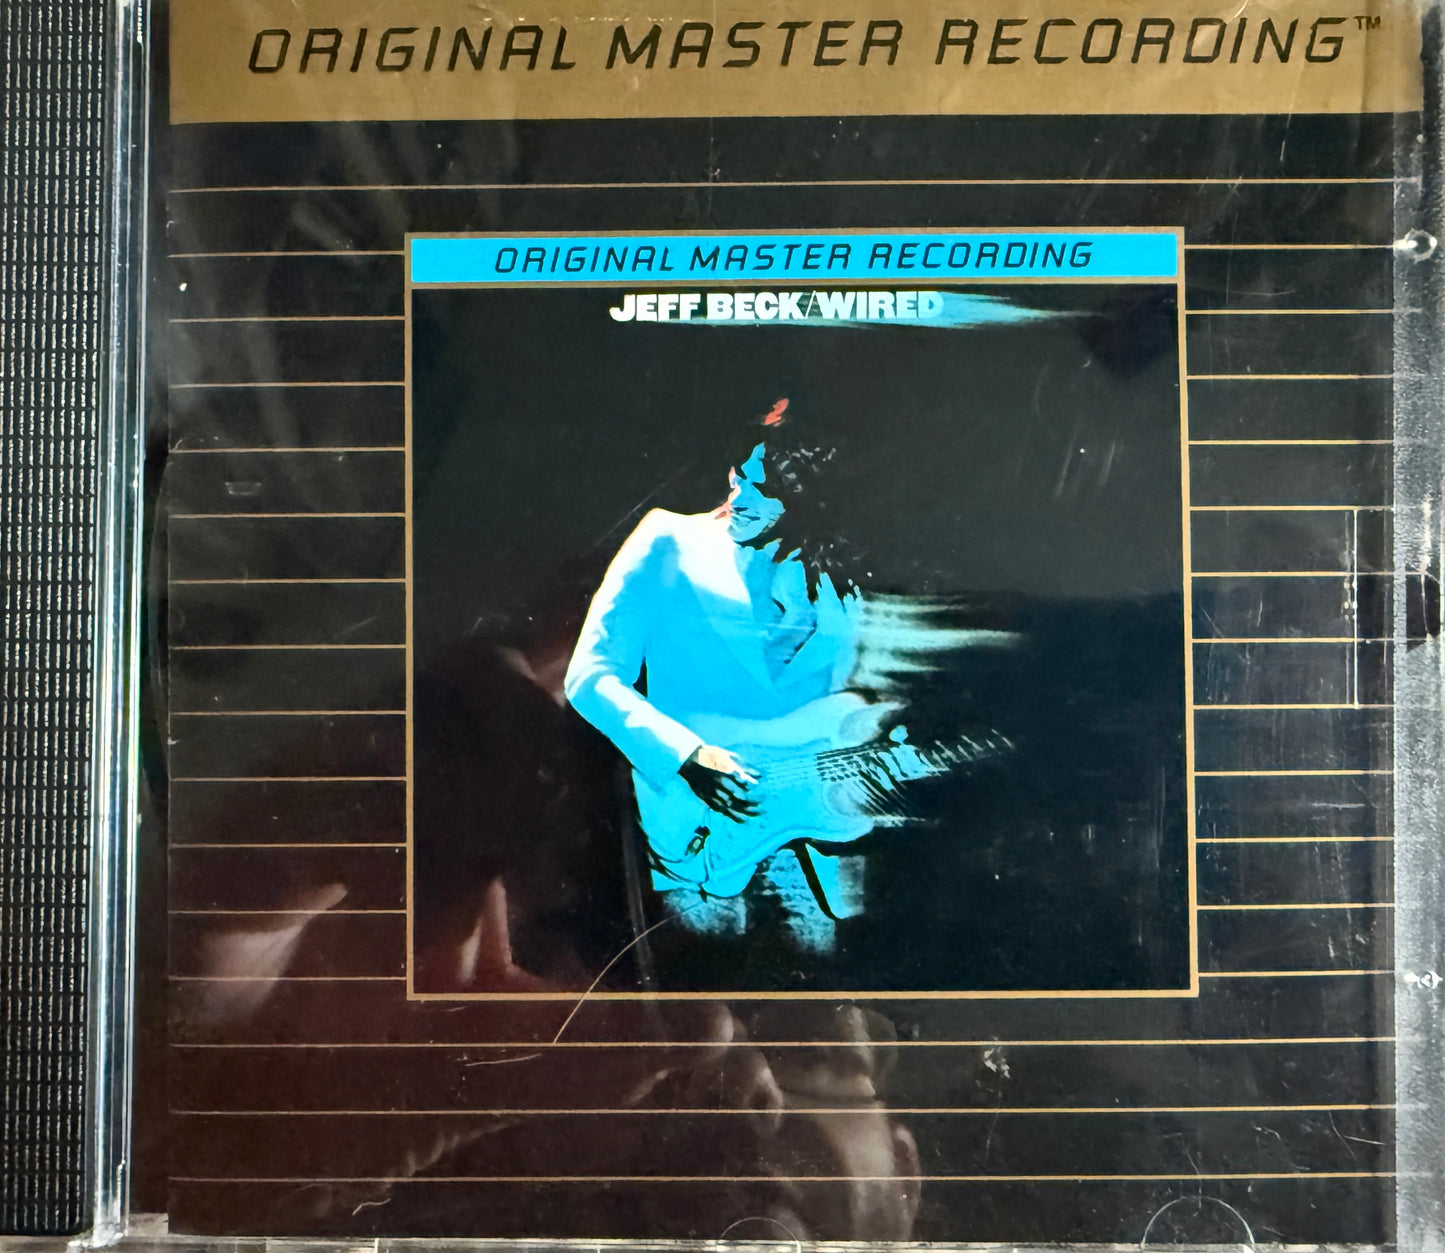 ORIGINAL MASTER RECORDING™
ORIGINAL MASTER RECORDING
JEFF BECK/WIRED